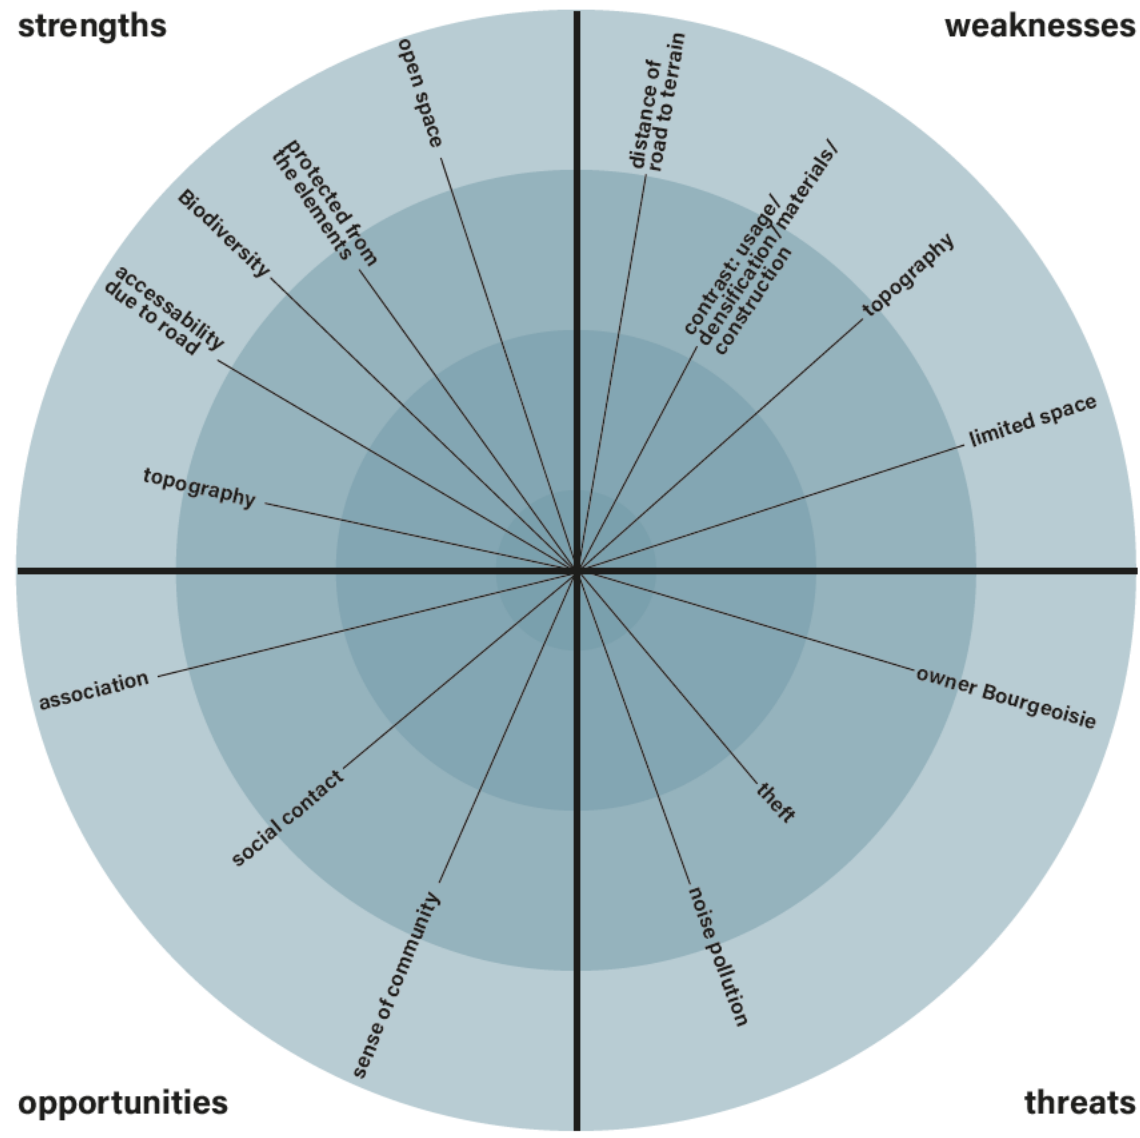 strengths
weaknesses
open space
protected from
the elements
Biodiversity
accessability
due to road
topography
distance of
road to terrain
contrast: usage/
densification/materials/
construction
topography
limited space
association
social contact
sense of community
owner Bourgeoisie
theft
noise pollution
opportunities
threats